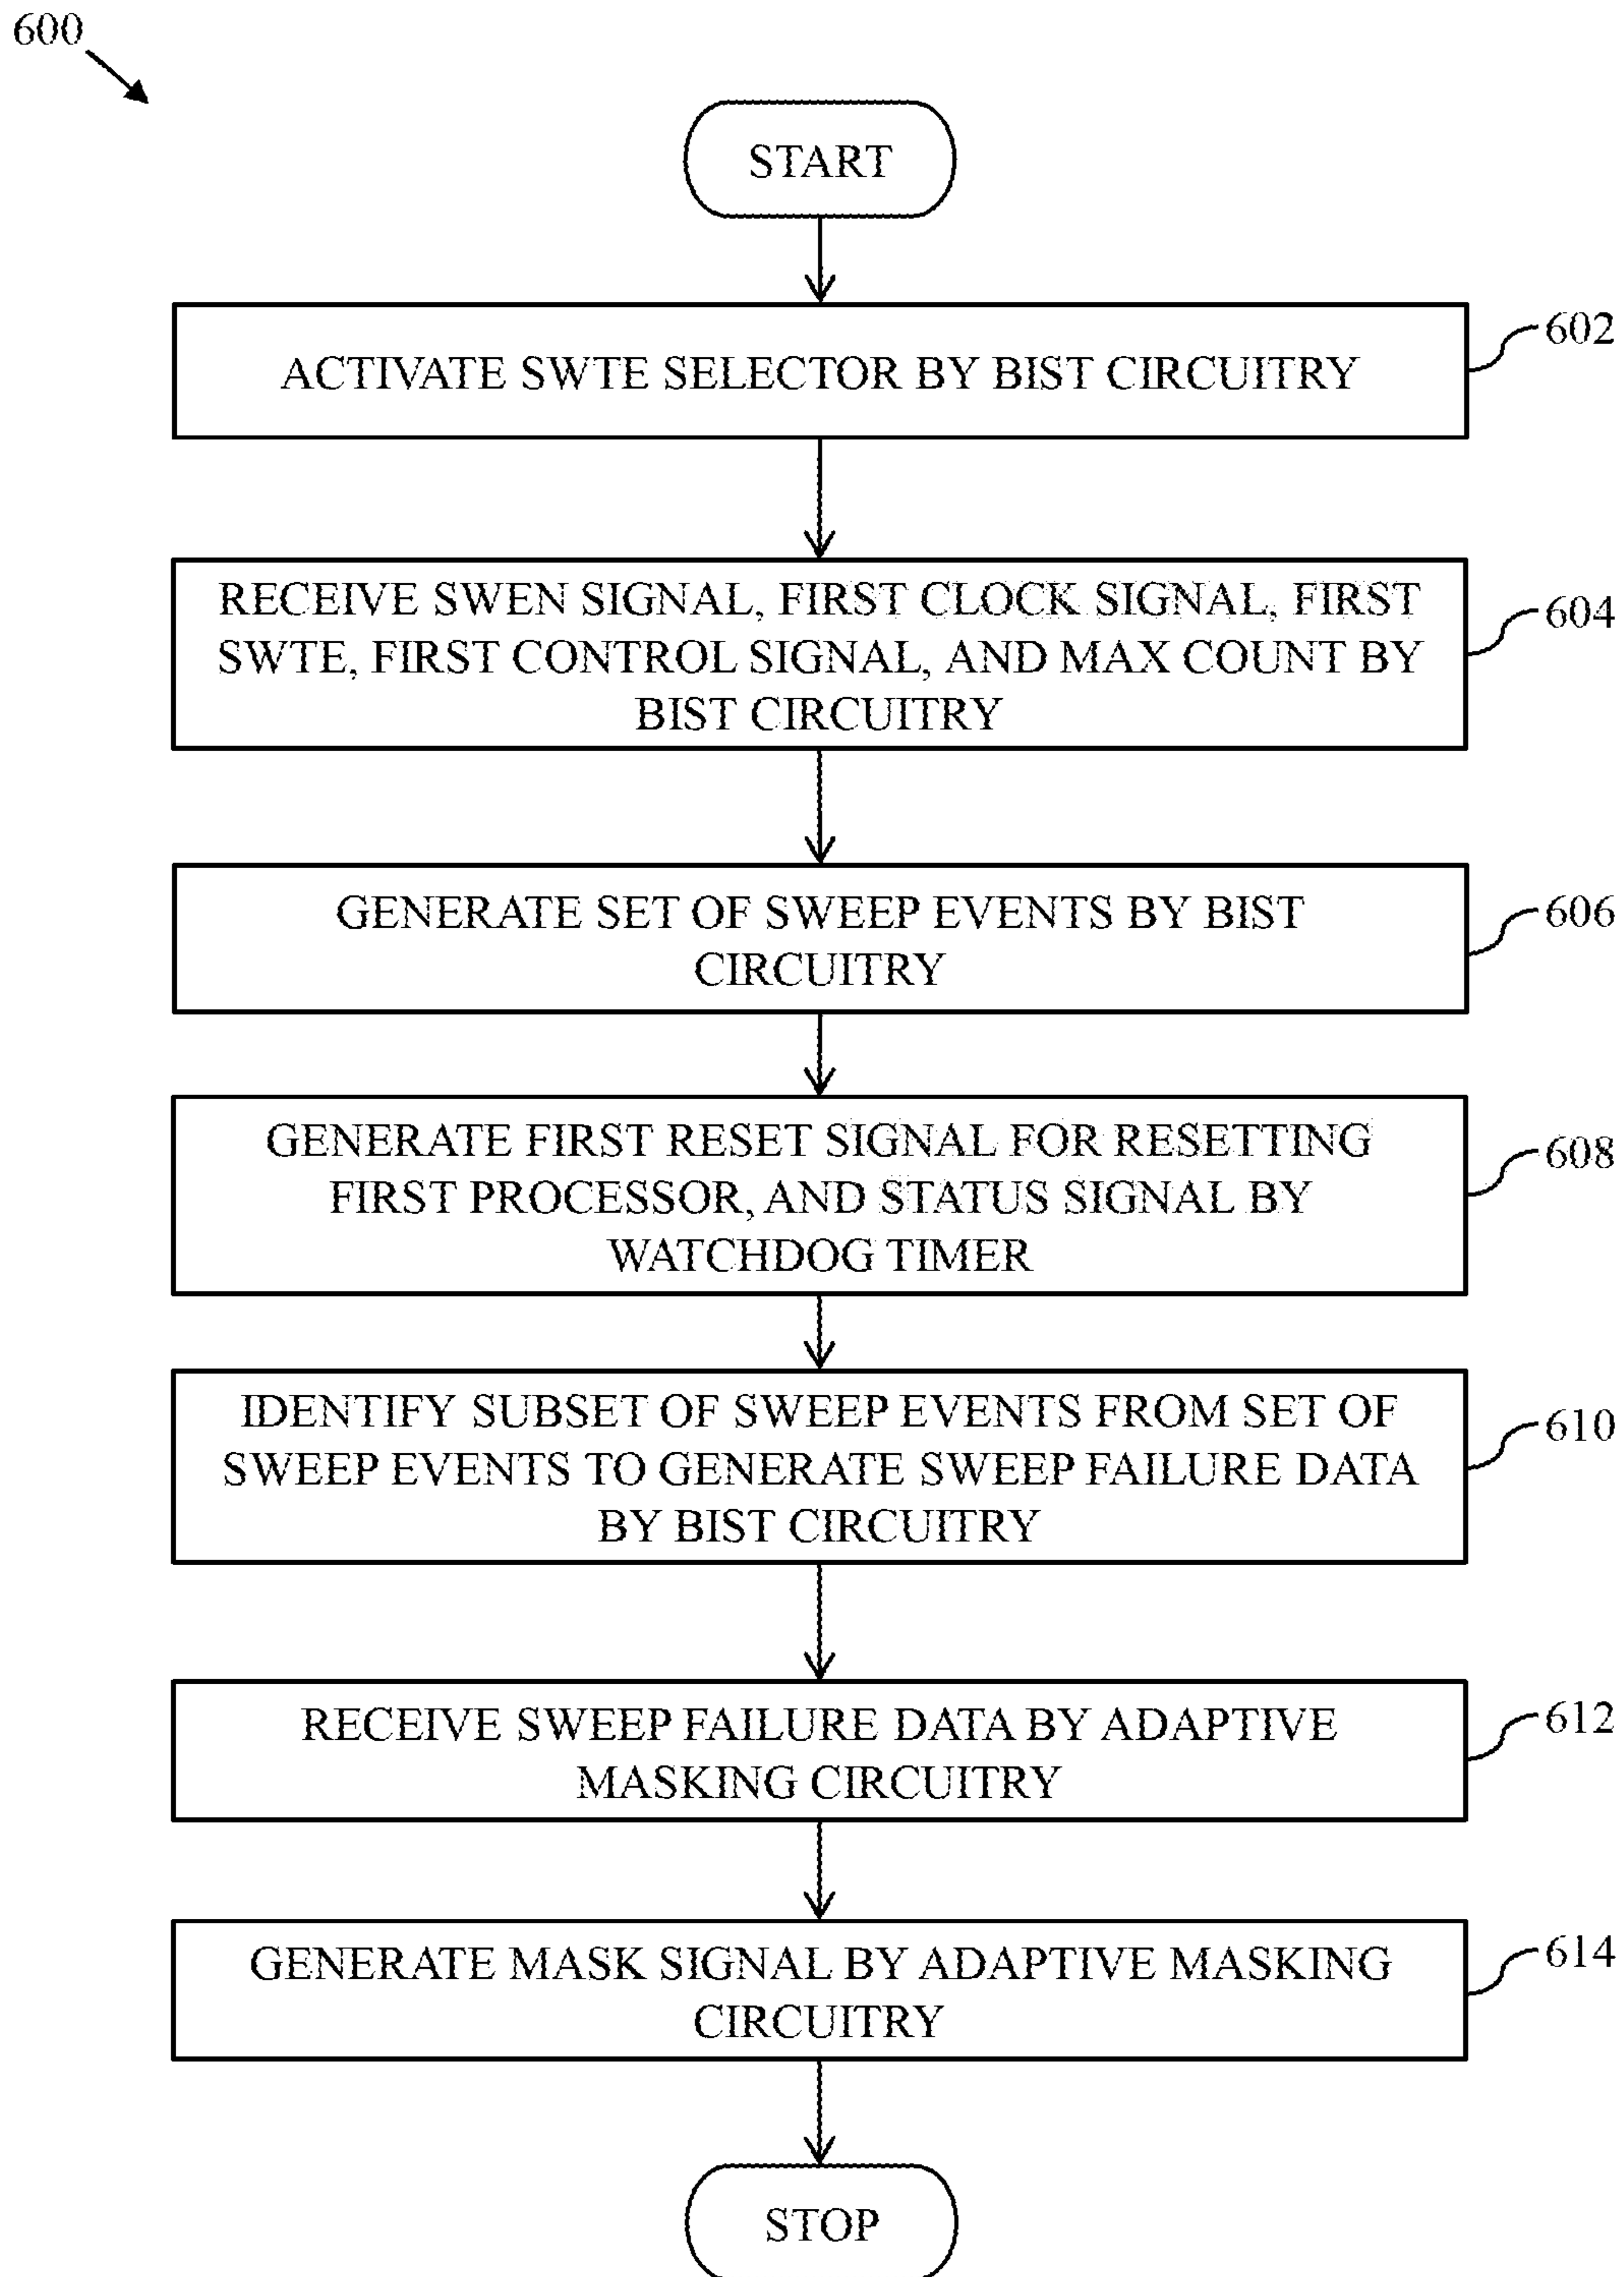 600
START
ACTIVATE SWTE SELECTOR BY BIST CIRCUITRY
602
RECEIVE SWEN SIGNAL, FIRST CLOCK SIGNAL, FIRST
SWTE, FIRST CONTROL SIGNAL, AND MAX COUNT BY
BIST CIRCUITRY
604
GENERATE SET OF SWEEP EVENTS BY BIST
CIRCUITRY
606
GENERATE FIRST RESET SIGNAL FOR RESETTING
FIRST PROCESSOR, AND STATUS SIGNAL BY
WATCHDOG TIMER
608
IDENTIFY SUBSET OF SWEEP EVENTS FROM SET OF
SWEEP EVENTS TO GENERATE SWEEP FAILURE DATA
BY BIST CIRCUITRY
610
RECEIVE SWEEP FAILURE DATA BY ADAPTIVE
MASKING CIRCUITRY
612
GENERATE MASK SIGNAL BY ADAPTIVE MASKING
CIRCUITRY
614
STOP